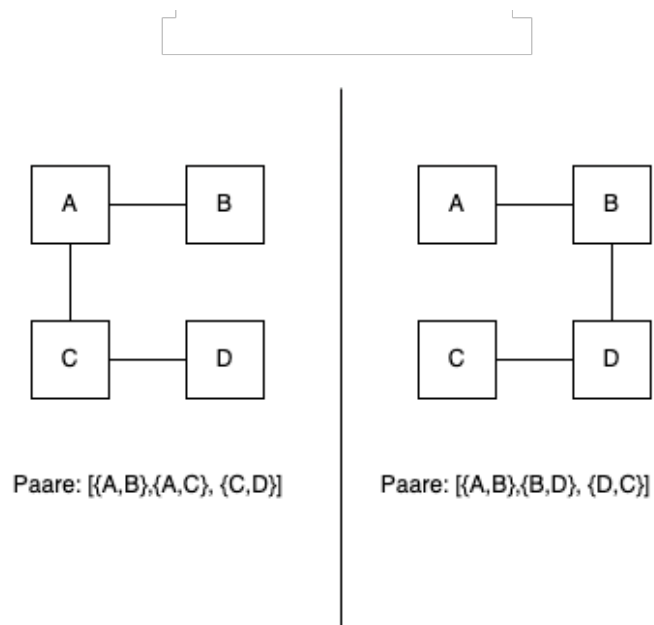 A
B
A
B
C
D
C
D
Paare: [{A,B},{A,C}, {C,D}]
Paare: [{A,B},{B,D}, {D,C}]